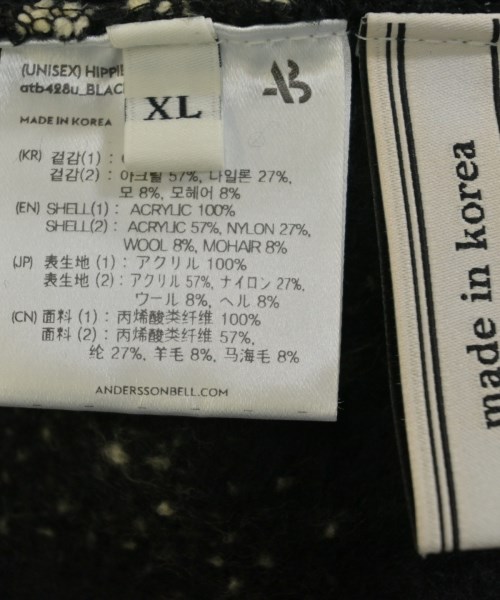 (UNISEX) HIPPI
atb428u_BLAC
XL
MADE IN KOREA
(KR) 겉감(1) :
겉감(2) : 아크릴 57%, 나일론 27%,
모 8%, 모헤어 8%
(EN) SHELL(1) : ACRYLIC 100%
SHELL(2) : ACRYLIC 57%, NYLON 27%,
WOOL 8%, MOHAIR 8%
(JP) 表生地 (1) : アクリル 100%
表生地 (2) : アクリル 57%, ナイロン 27%,
ウール 8%, ヘル 8%
(CN) 面料 (1) : 丙烯酸类纤维 100%
面料 (2) : 丙烯酸类纤维 57%,
纶 27%, 羊毛 8%, 马海毛 8%
ANDERSSONBELL.COM
made in korea